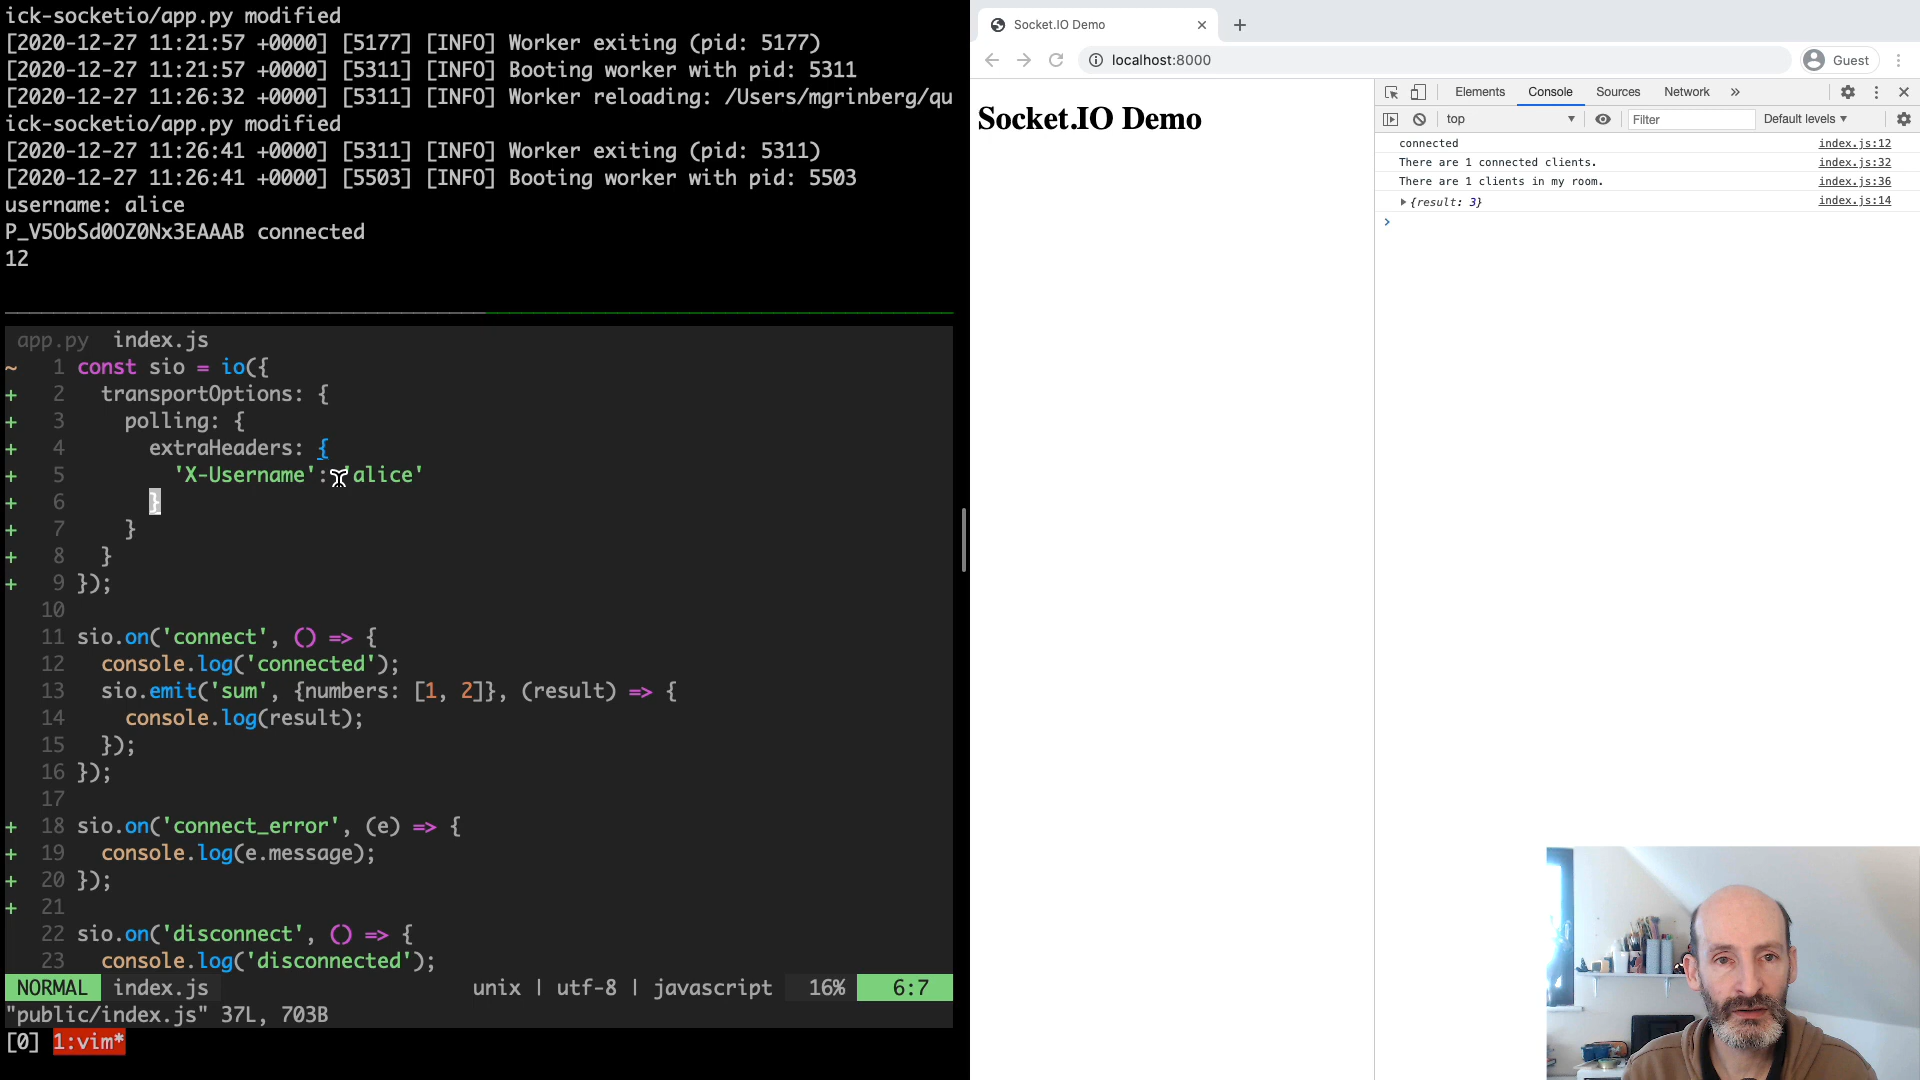 ick-socketio/app.py modified
[2020-12-27 11:21:57 +0000] [5177] [INFO] Worker exiting (pid: 5177)
[2020-12-27 11:21:57 +0000] [5311] [INFO] Booting worker with pid: 5311
[2020-12-27 11:26:32 +0000] [5311] [INFO] Worker reloading: /Users/mgrinberg/qu
ick-socketio/app.py modified
[2020-12-27 11:26:41 +0000] [5311] [INFO] Worker exiting (pid: 5311)
[2020-12-27 11:26:41 +0000] [5503] [INFO] Booting worker with pid: 5503
username: alice
P_V5ObSd0OZ0Nx3EAAAB connected
12
app.py index.js
~ 1 const sio = io({
+ 2 transportOptions: {
+ 3 polling: {
+ 4 extraHeaders: {
+ 5 'X-Username': 'alice'
+ 6 }
+ 7 }
+ 8 }
+ 9 });
10
11 sio.on('connect', () => {
12 console.log('connected');
13 sio.emit('sum', {numbers: [1, 2]}, (result) => {
14 console.log(result);
15 });
16 });
17
+ 18 sio.on('connect_error', (e) => {
+ 19 console.log(e.message);
+ 20 });
+ 21
22 sio.on('disconnect', () => {
23 console.log('disconnected');
NORMAL index.js unix | utf-8 | javascript 16% 6:7
"public/index.js" 37L, 703B
[0] 1:vim*
Socket.IO Demo
localhost:8000
Guest
Socket.IO Demo
Elements Console Sources Network »
top Filter Default levels
connected index.js:12
There are 1 connected clients. index.js:32
There are 1 clients in my room. index.js:36
{result: 3} index.js:14